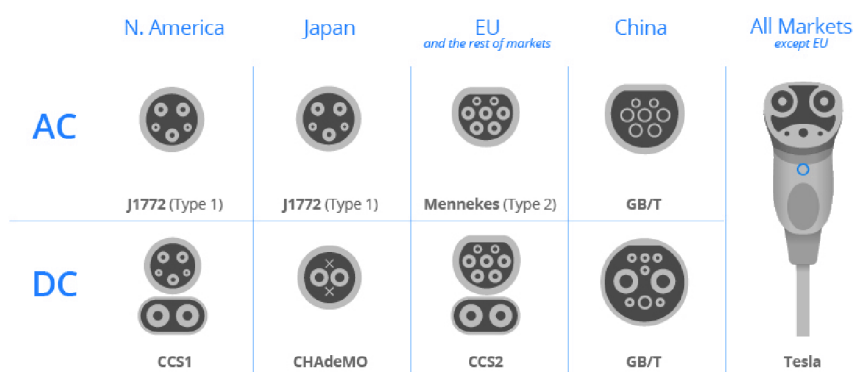 N. America
Japan
EU
and the rest of markets
China
All Markets
except EU
AC
J1772 (Type 1)
J1772 (Type 1)
Mennekes (Type 2)
GB/T
DC
CCS1
CHAdeMO
CCS2
GB/T
Tesla